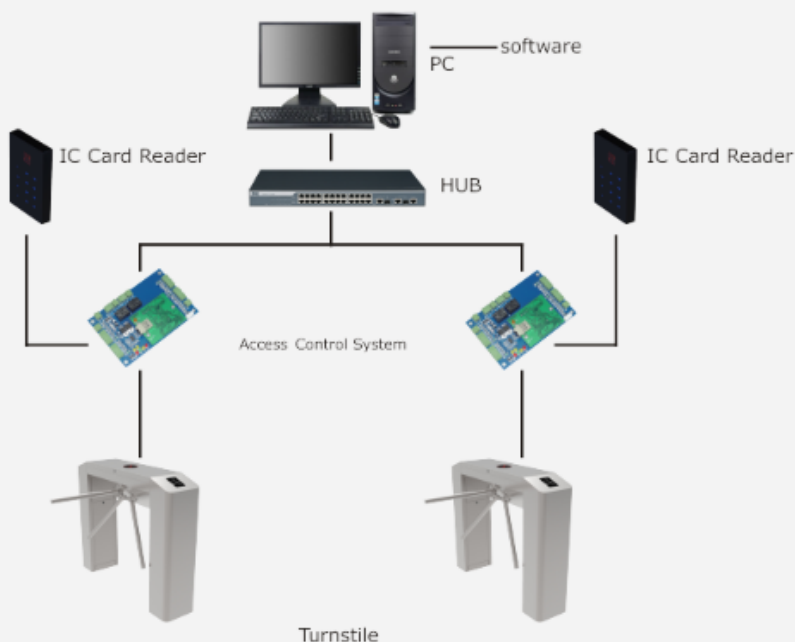 software
PC
IC Card Reader
IC Card Reader
HUB
Access Control System
Turnstile